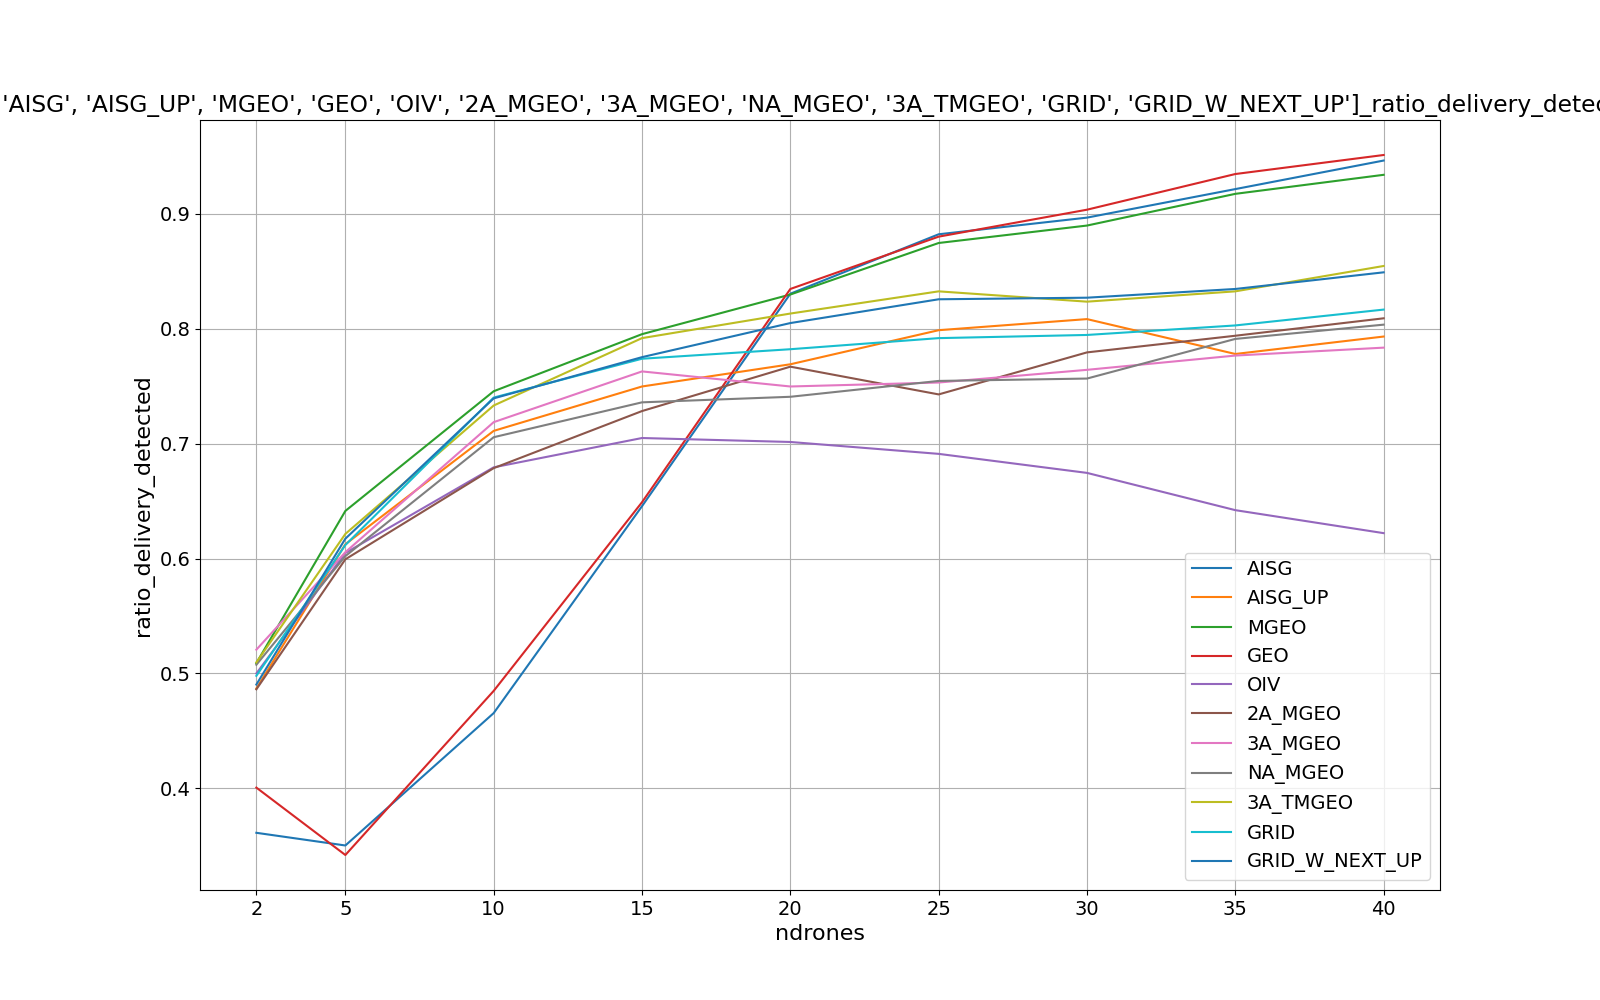 'AISG', 'AISG_UP', 'MGEO', 'GEO', 'OIV', '2A_MGEO', '3A_MGEO', 'NA_MGEO', '3A_TMGEO', 'GRID', 'GRID_W_NEXT_UP']_ratio_delivery_detec
ratio_delivery_detected
0.9
0.8
0.7
0.6
0.5
0.4
AISG
AISG_UP
MGEO
GEO
OIV
2A_MGEO
3A_MGEO
NA_MGEO
3A_TMGEO
GRID
GRID_W_NEXT_UP
2 5 10 15 20 25 30 35 40
ndrones